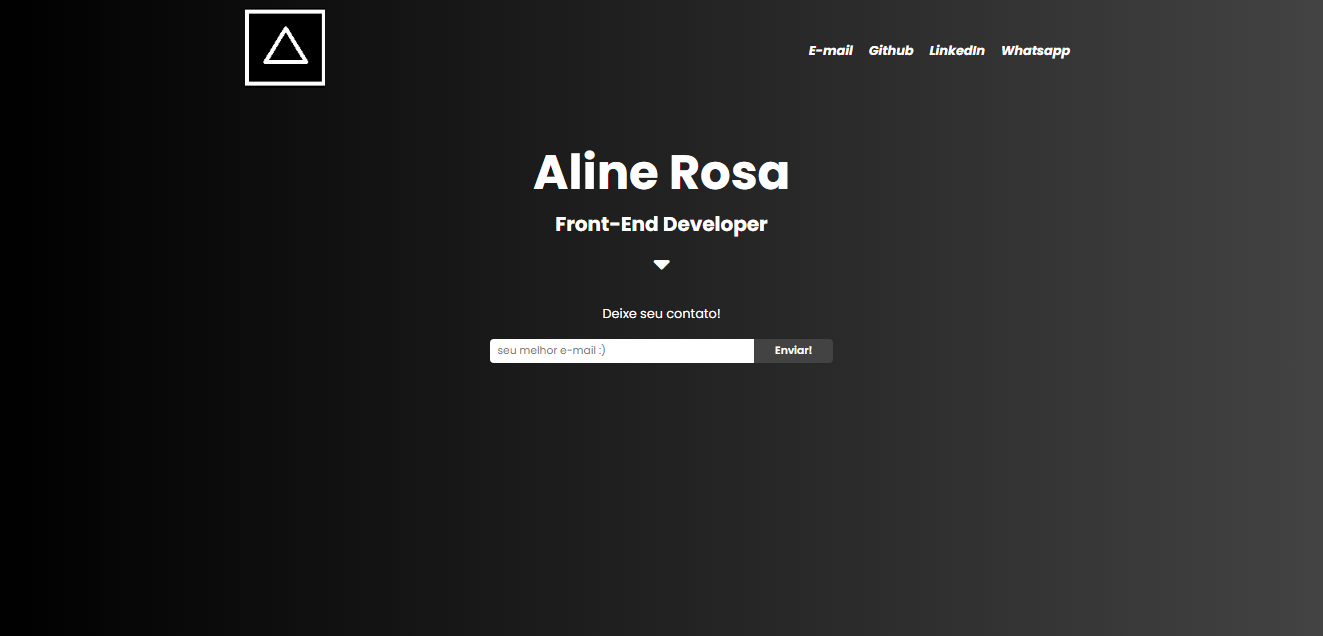 E-mail Github LinkedIn Whatsapp
Aline Rosa
Front-End Developer
Deixe seu contato!
seu melhor e-mail :) Enviar!